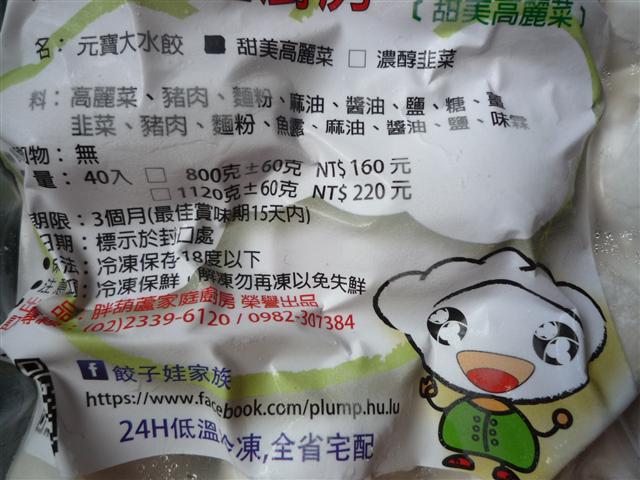 〔甜美高麗菜〕
名：元寶大水餃 ■ 甜美高麗菜 □ 濃醇韭菜
料：高麗菜、豬肉、麵粉、麻油、醬油、鹽、糖、薑
韭菜、豬肉、麵粉、魚露、麻油、醬油、鹽、味霖
物：無
量：40入 □ 800克±60克 NT$ 160 元
□ 1120克±60克 NT$ 220 元
期限：3個月(最佳賞味期15天內)
日期：標示於封口處
法：冷凍保存-18度以下
冷凍保鮮，解凍勿再凍以免失鮮
品：胖葫蘆家庭廚房 榮譽出品
(02)2339-6120 / 0982-307384
f 餃子娃家族
https://www.facebook.com/plump.hu.lu
24H低溫冷凍,全省宅配